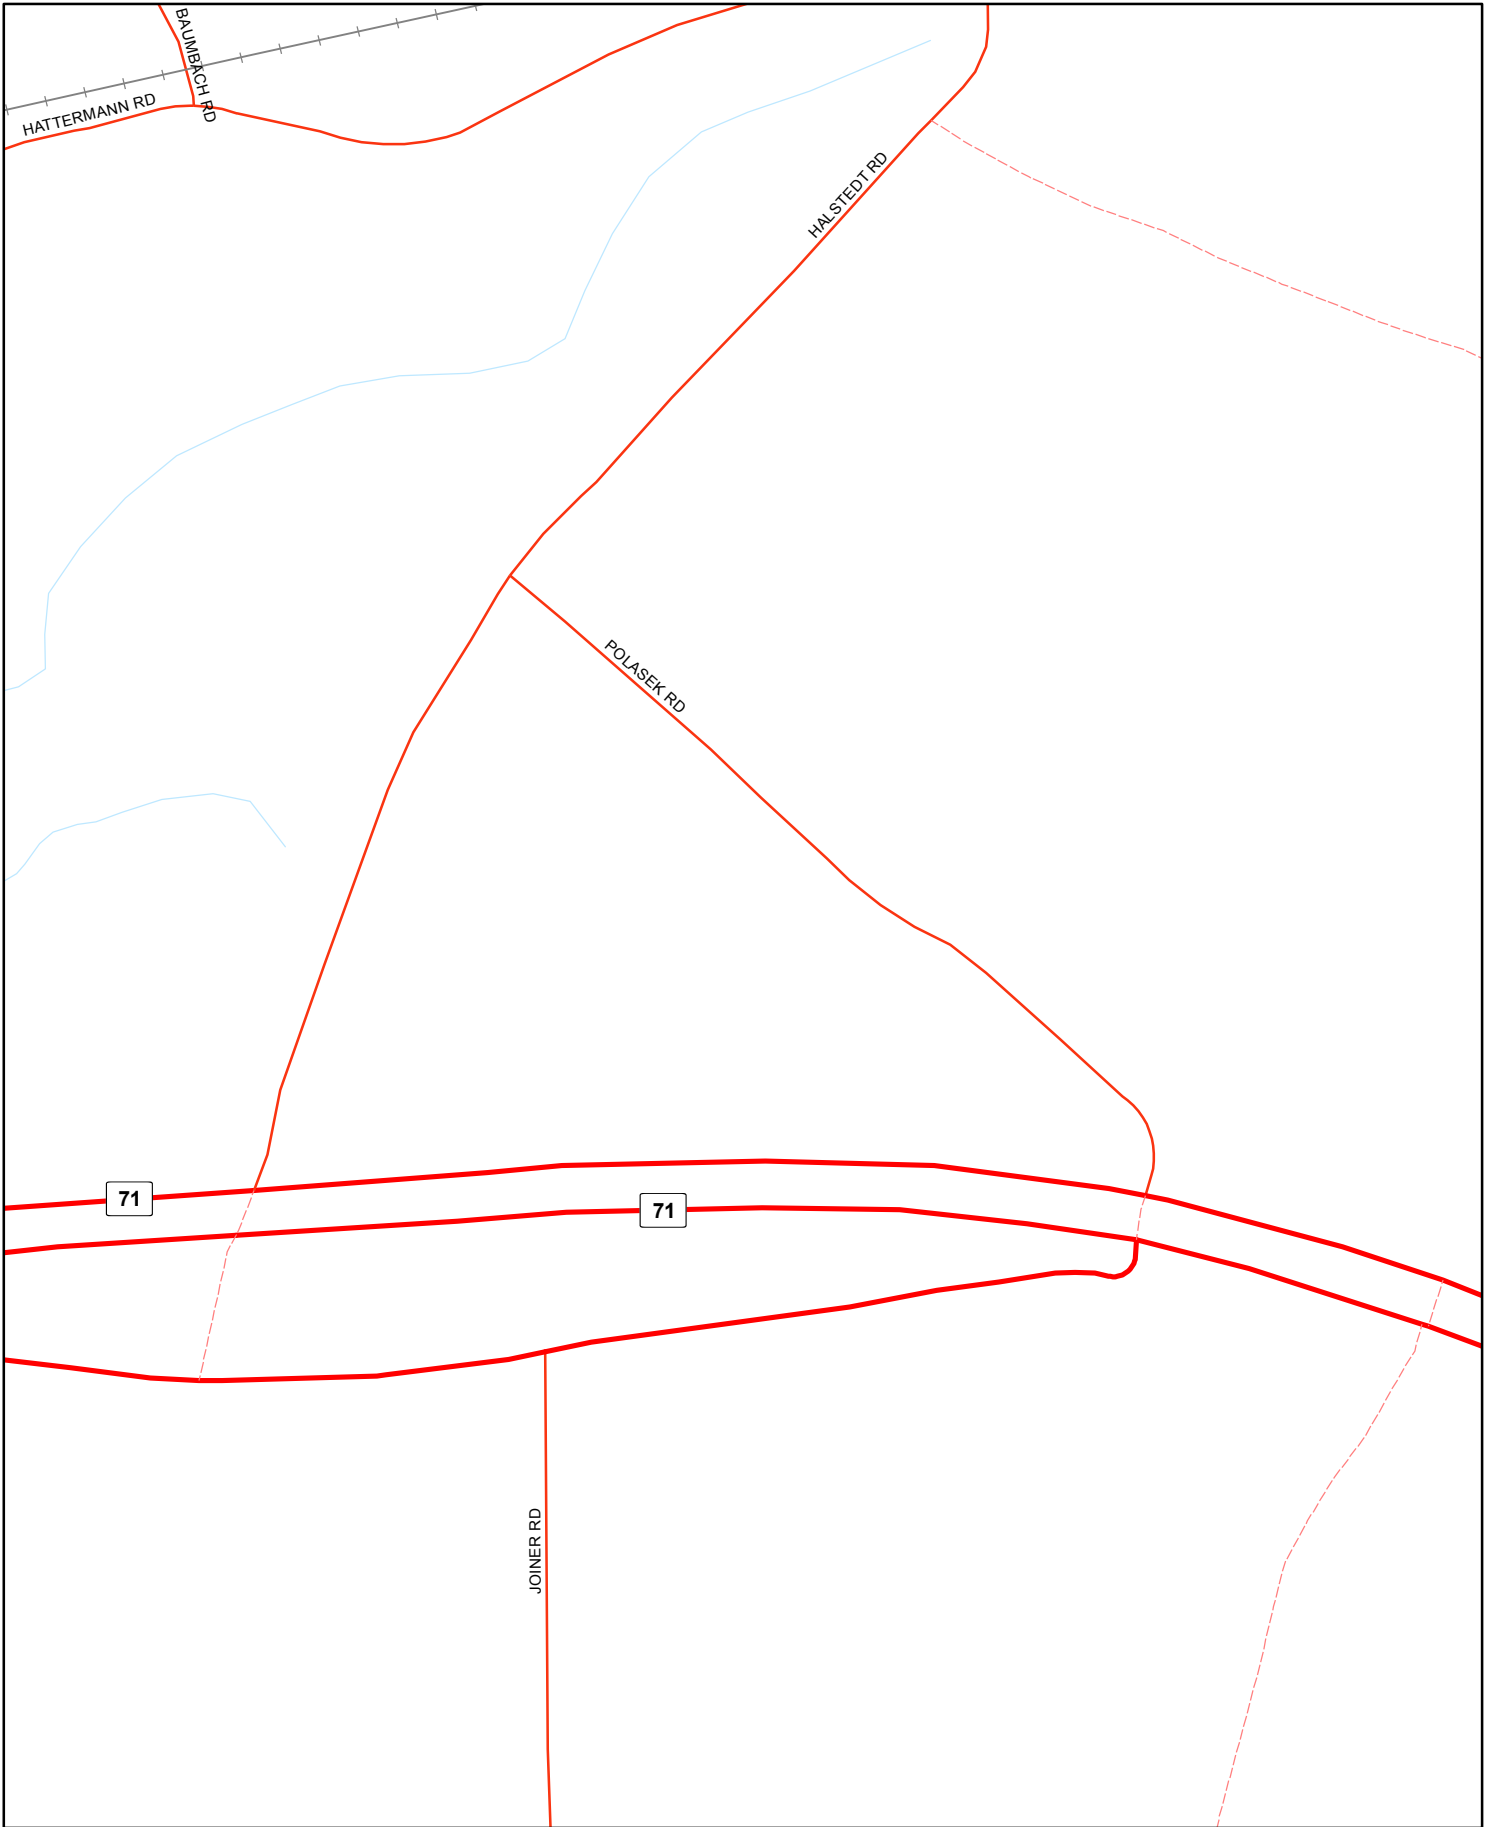 BAUMBACH RD
HATTERMANN RD
HALSTEDT RD
POLASEK RD
71
71
JOINER RD